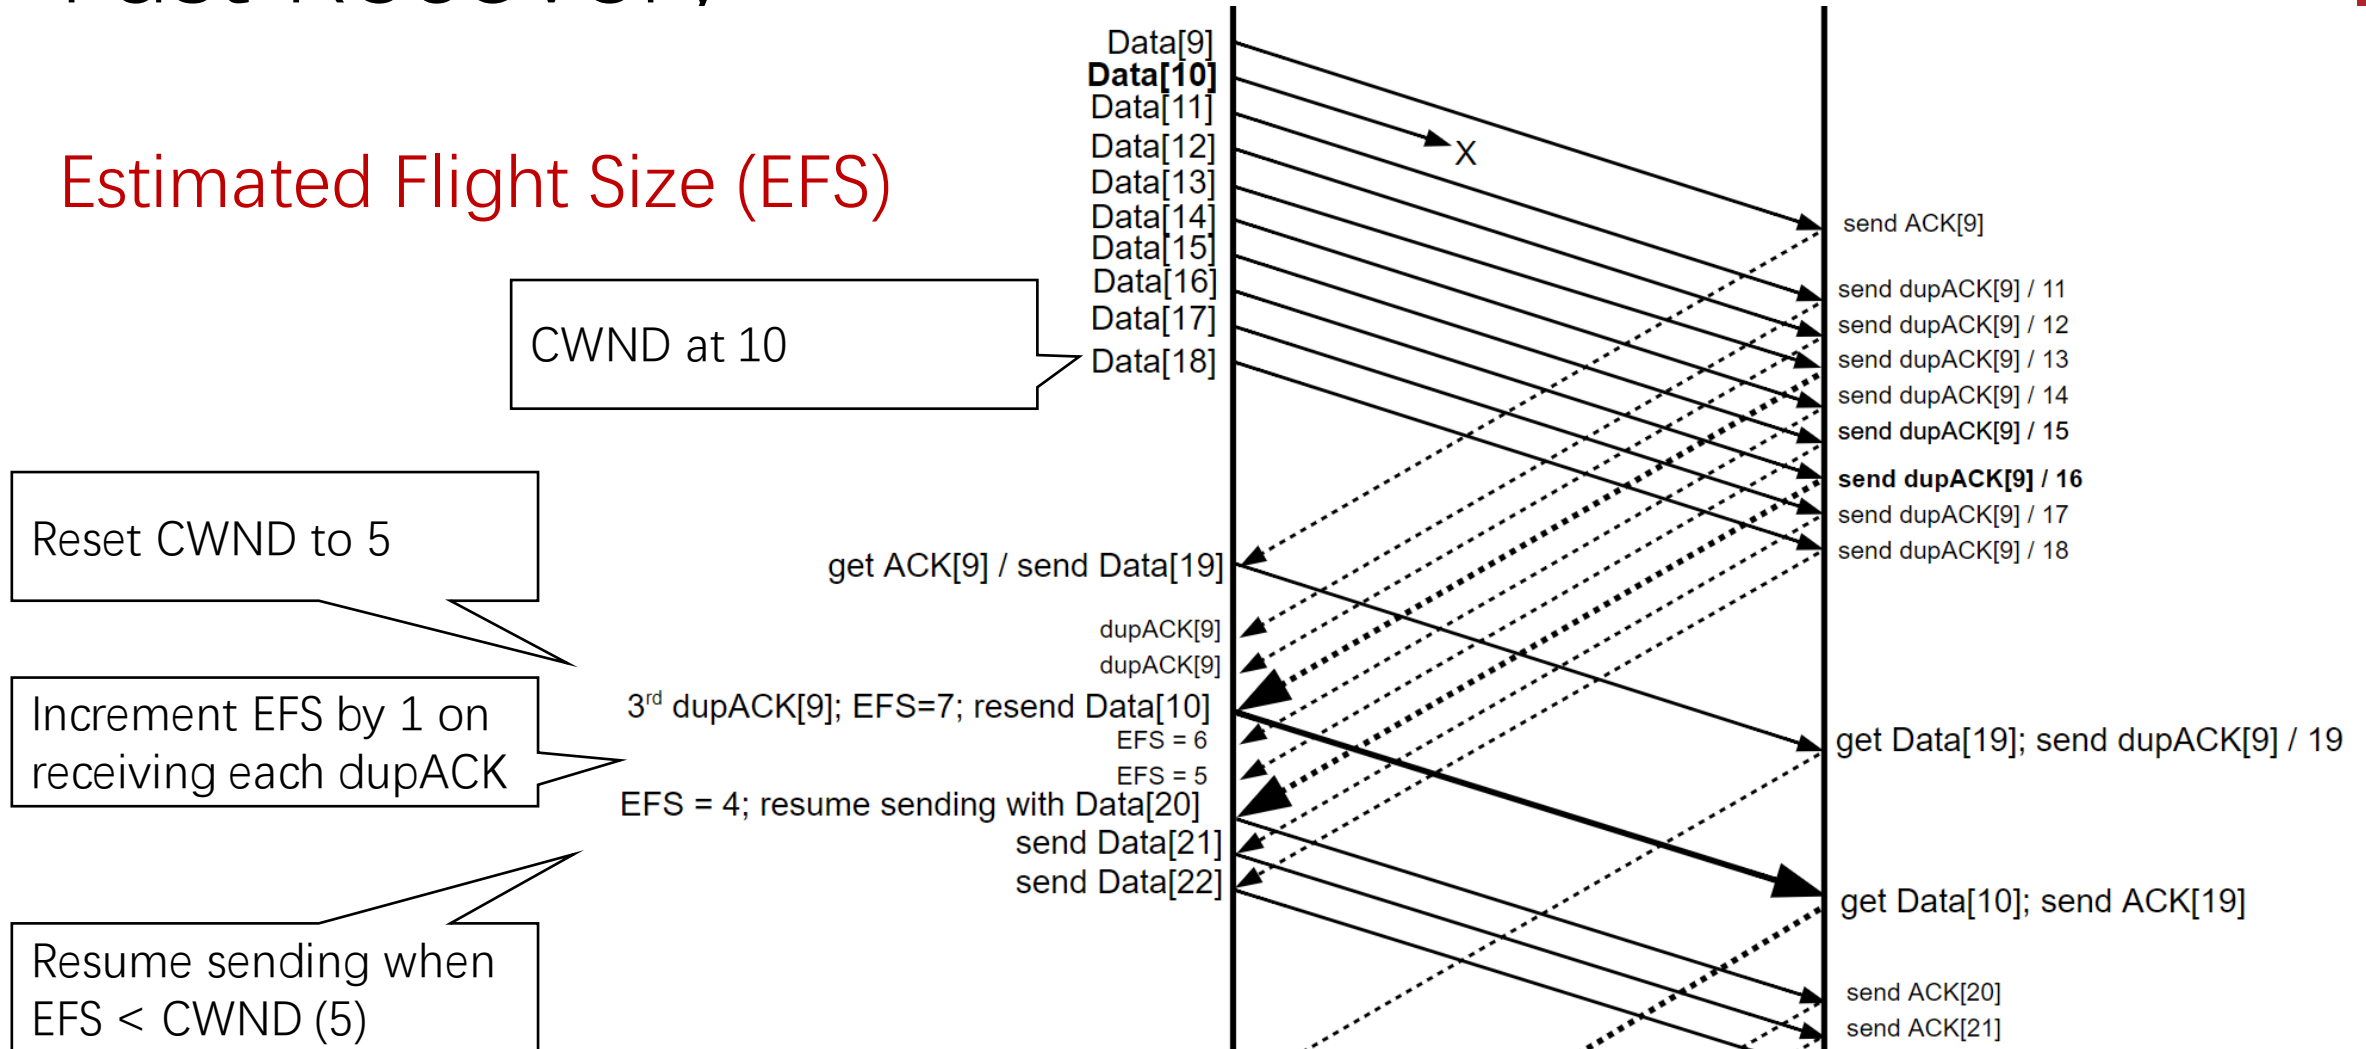 Fast Recovery
Estimated Flight Size (EFS)
CWND at 10
Reset CWND to 5
Increment EFS by 1 on
receiving each dupACK
Resume sending when
EFS < CWND (5)
Data[9]
Data[10]
Data[11]
Data[12]
Data[13]
Data[14]
Data[15]
Data[16]
Data[17]
Data[18]
X
get ACK[9] / send Data[19]
dupACK[9]
dupACK[9]
3rd dupACK[9]; EFS=7; resend Data[10]
EFS = 6
EFS = 5
EFS = 4; resume sending with Data[20]
send Data[21]
send Data[22]
send ACK[9]
send dupACK[9] / 11
send dupACK[9] / 12
send dupACK[9] / 13
send dupACK[9] / 14
send dupACK[9] / 15
send dupACK[9] / 16
send dupACK[9] / 17
send dupACK[9] / 18
get Data[19]; send dupACK[9] / 19
get Data[10]; send ACK[19]
send ACK[20]
send ACK[21]